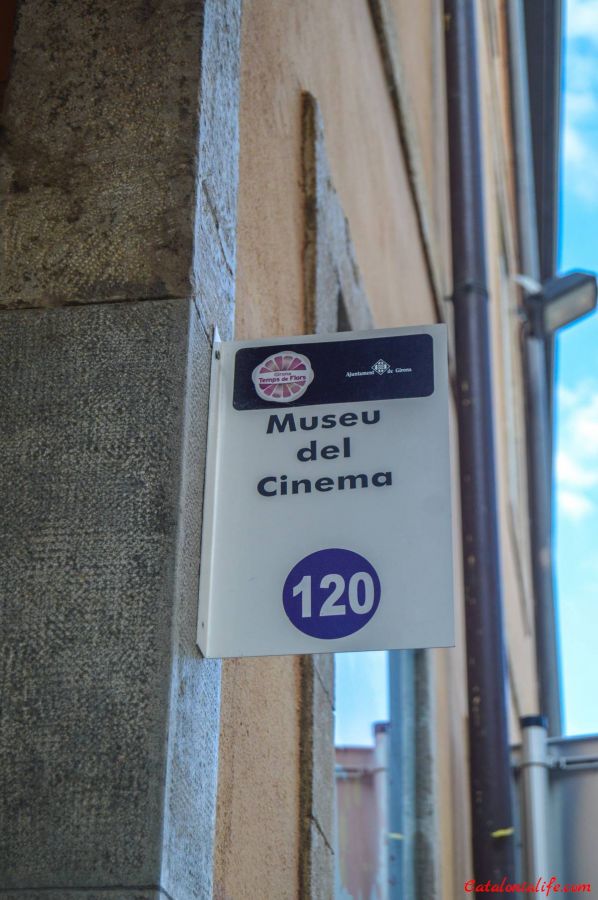 Girona
Temps de Flors
Ajuntament de Girona
Museu
del
Cinema
120
Catalonialife.com